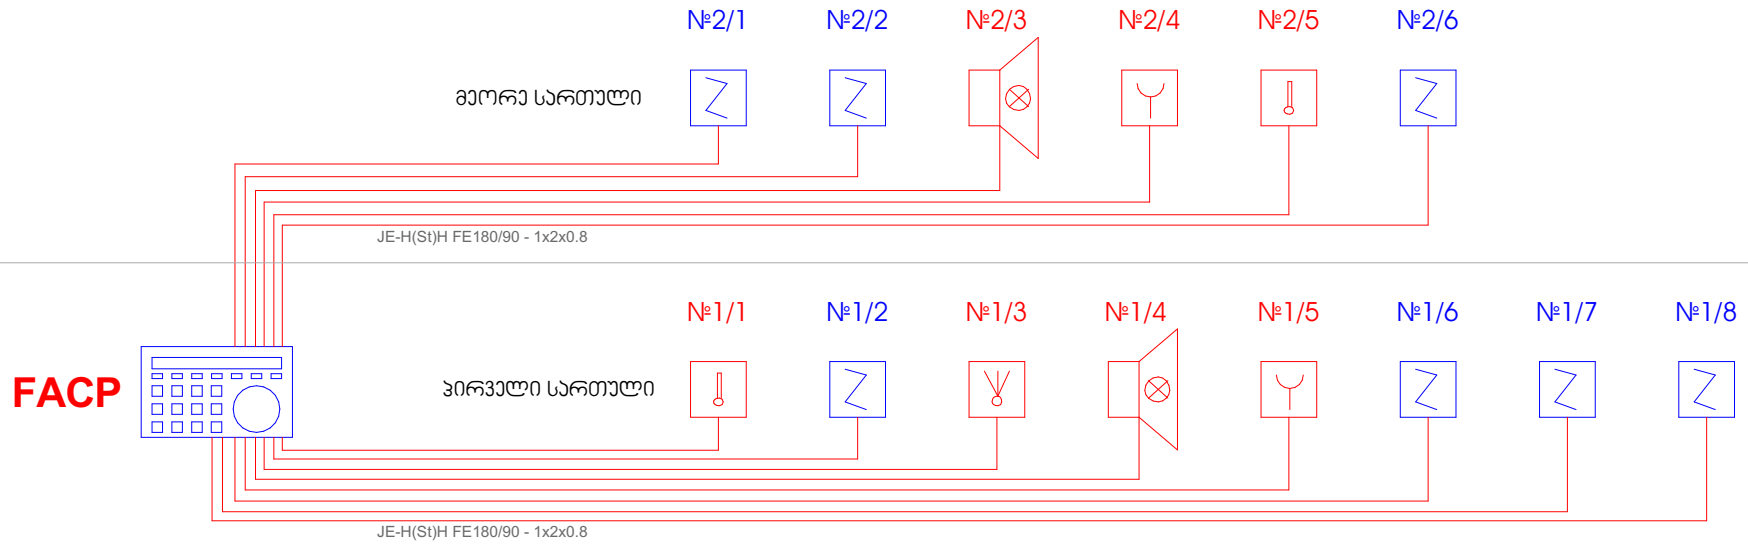 №2/1 №2/2 №2/3 №2/4 №2/5 №2/6
მეორე სართული
JE-H(St)H FE180/90 - 1x2x0.8
№1/1 №1/2 №1/3 №1/4 №1/5 №1/6 №1/7 №1/8
FACP
პირველი სართული
JE-H(St)H FE180/90 - 1x2x0.8